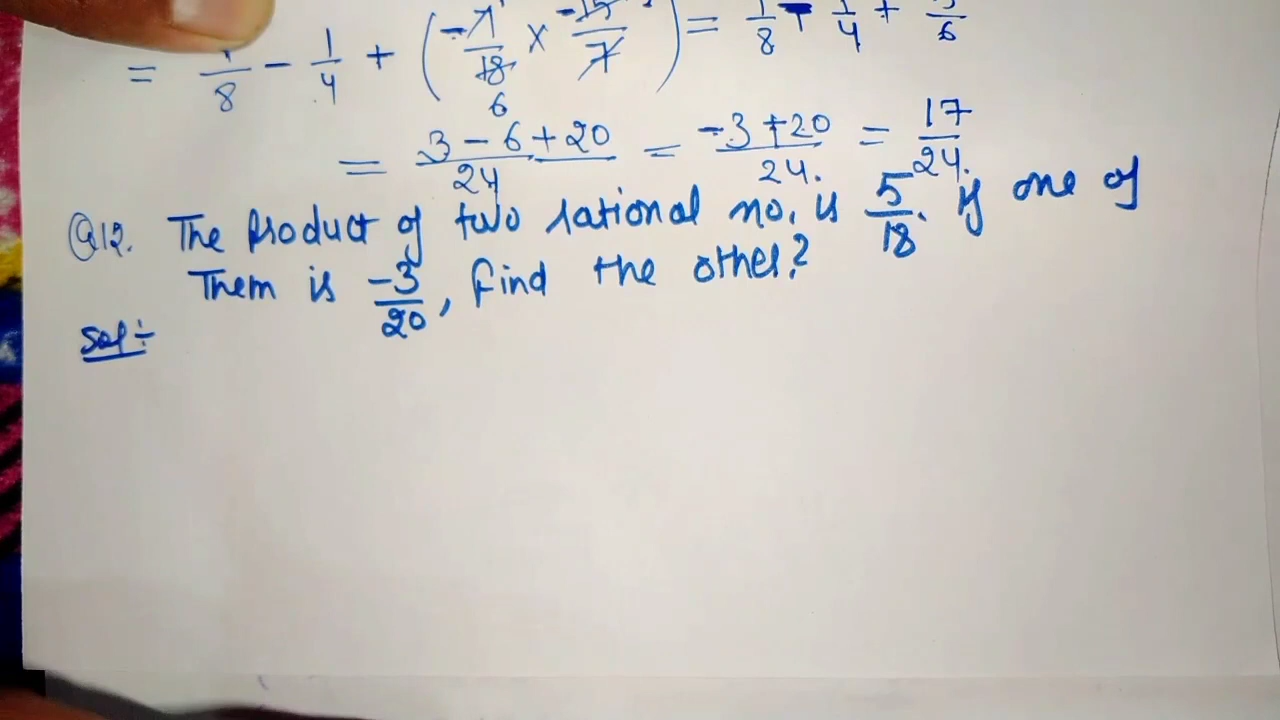 = 1/8 - 1/4 + (-7/18 × -15/7) = 1/8 - 1/4 + 5/6
6
= 3 - 6 + 20/24 = -3 + 20/24. = 17/24.
Q12. The Product of two rational no. is 5/18. If one of
Them is -3/20, find the other?
Sol÷